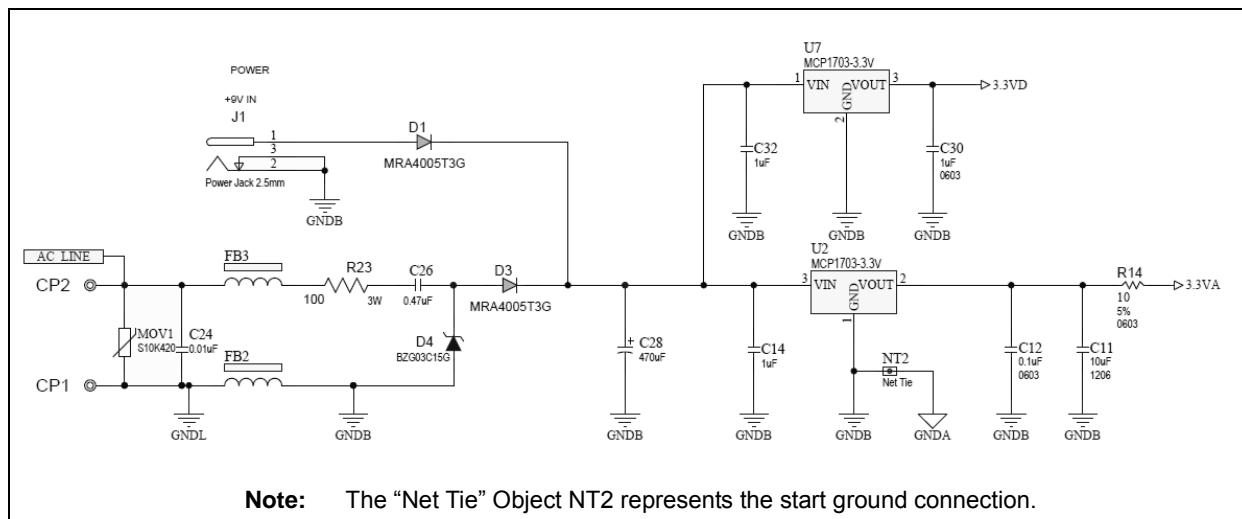 POWER
+9V IN
J1
1
3
2
Power Jack 2.5mm
GNDB
D1
MRA4005T3G
U7
MCP1703-3.3V
1
VIN
VOUT
3
GND
2
3.3VD
C32
1uF
C30
1uF
0603
GNDB
GNDB
GNDB
AC LINE
CP2
FB3
R23
100
3W
C26
0.47uF
D3
MRA4005T3G
U2
MCP1703-3.3V
3
VIN
VOUT
2
GND
1
R14
10
5%
0603
3.3VA
MOV1
S10K420
C24
0.01uF
D4
BZG03C15G
C28
470uF
C14
1uF
NT2
Net Tie
C12
0.1uF
0603
C11
10uF
1206
FB2
CP1
GNDL
GNDB
GNDB
GNDB
GNDB
GNDA
GNDB
GNDB
Note: The “Net Tie” Object NT2 represents the start ground connection.